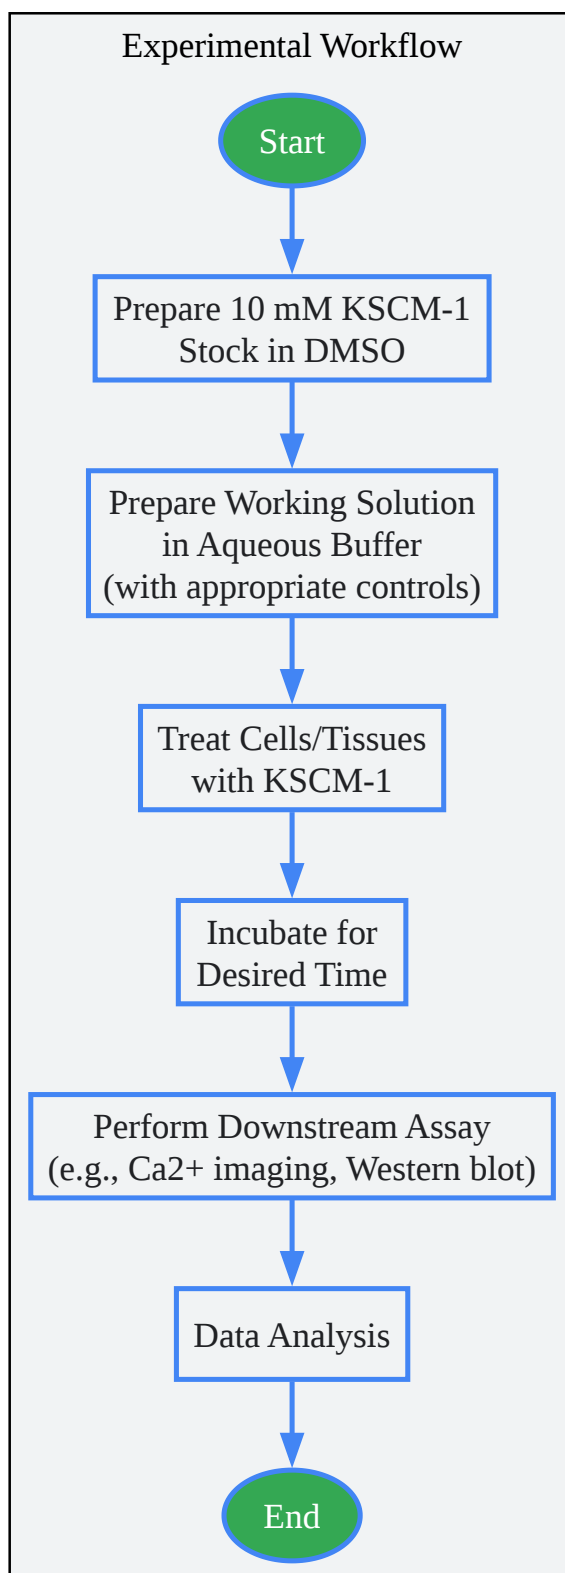 Experimental Workflow
Start
Prepare 10 mM KSCM-1
Stock in DMSO
Prepare Working Solution
in Aqueous Buffer
(with appropriate controls)
Treat Cells/Tissues
with KSCM-1
Incubate for
Desired Time
Perform Downstream Assay
(e.g., Ca2+ imaging, Western blot)
Data Analysis
End